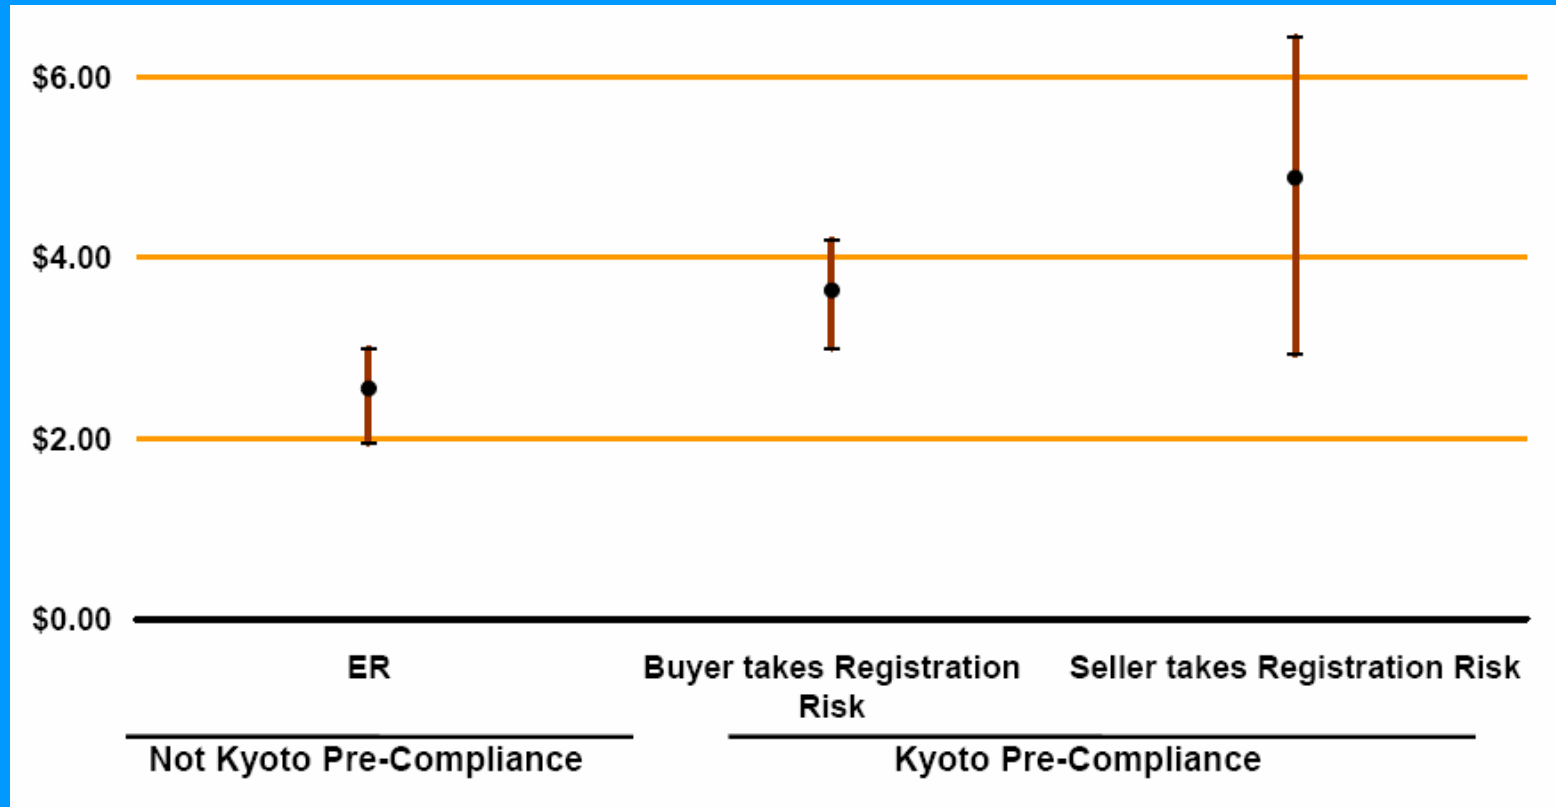 $6.00
$4.00
$2.00
$0.00
ER
Buyer takes Registration
Risk
Seller takes Registration Risk
Not Kyoto Pre-Compliance
Kyoto Pre-Compliance